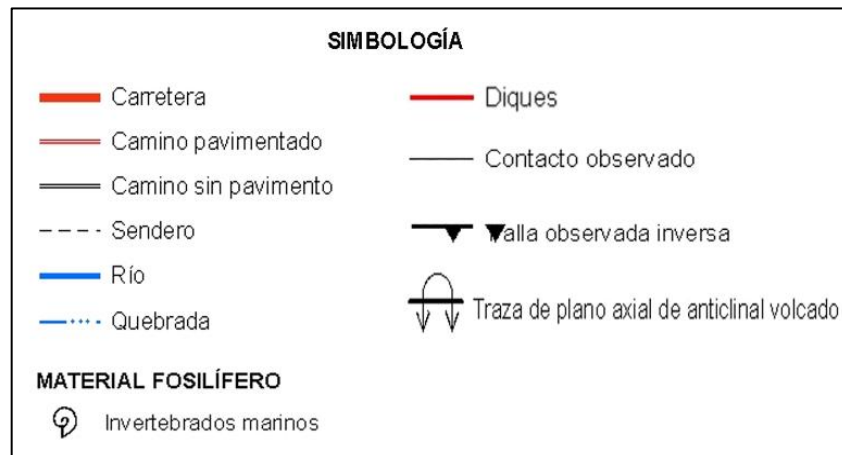 SIMBOLOGÍA
Carretera
Camino pavimentado
Camino sin pavimento
Sendero
Río
Quebrada
Diques
Contacto observado
alla observada inversa
Traza de plano axial de anticlinal volcado
MATERIAL FOSILÍFERO
Invertebrados marinos